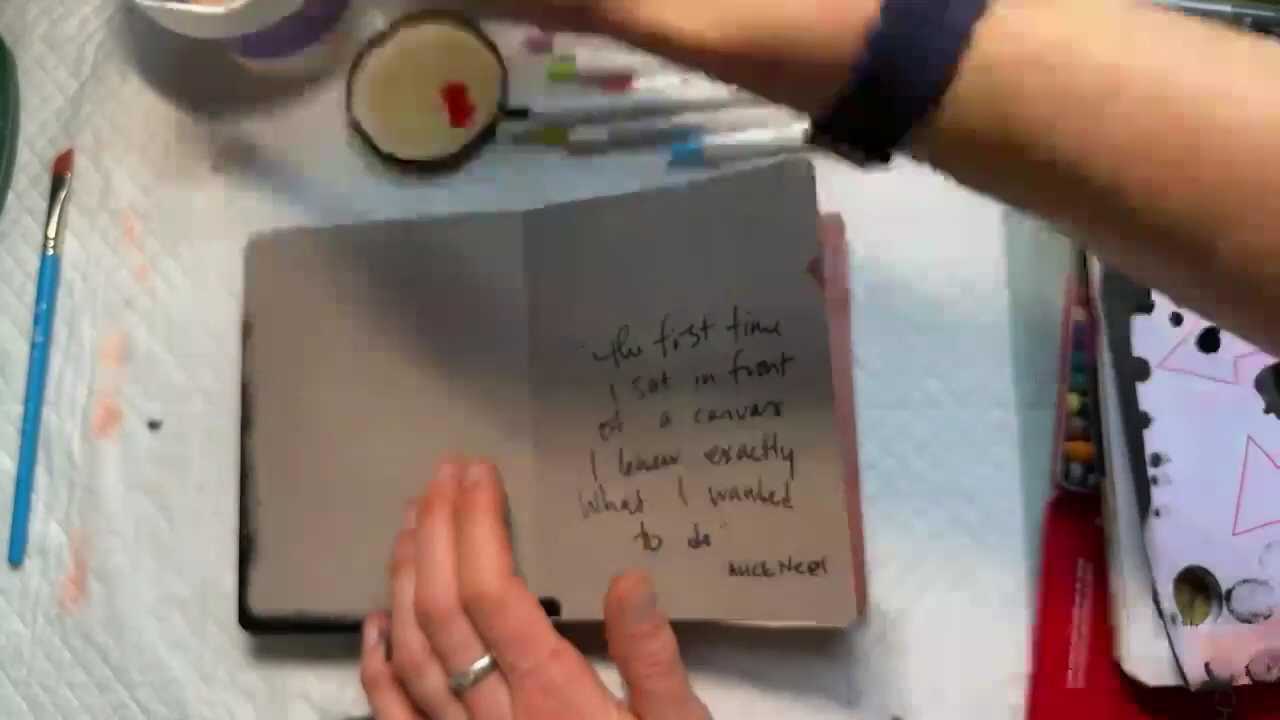 "The first time
I sat in front
of a canvas
I knew exactly
what I wanted
to do"
ALICE NEEL